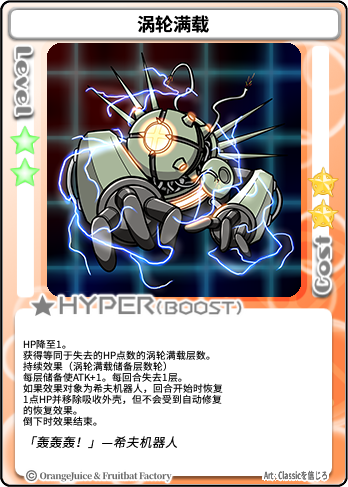 涡轮满载
Level
Cost
HYPER(BOOST)
HP降至1。
获得等同于失去的HP点数的涡轮满载层数。
持续效果（涡轮满载储备层数轮）
每层储备使ATK+1。每回合失去1层。
如果效果对象为希夫机器人，回合开始时恢复
1点HP并移除吸收外壳，但不会受到自动修复
的恢复效果。
倒下时效果结束。
「轰轰轰！」—希夫机器人
© OrangeJuice & Fruitbat Factory
Art:Classicを信じろ